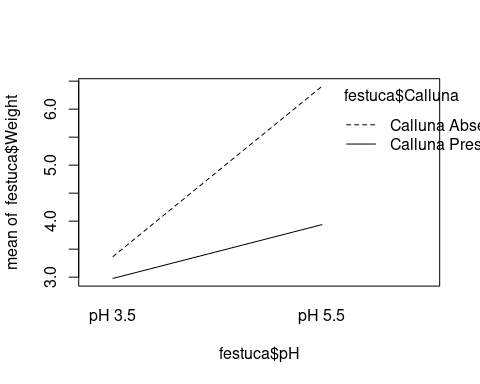 mean of festuca$Weight
6.0
5.0
4.0
3.0
festuca$Calluna
Calluna Abse
Calluna Pres
pH 3.5
pH 5.5
festuca$pH